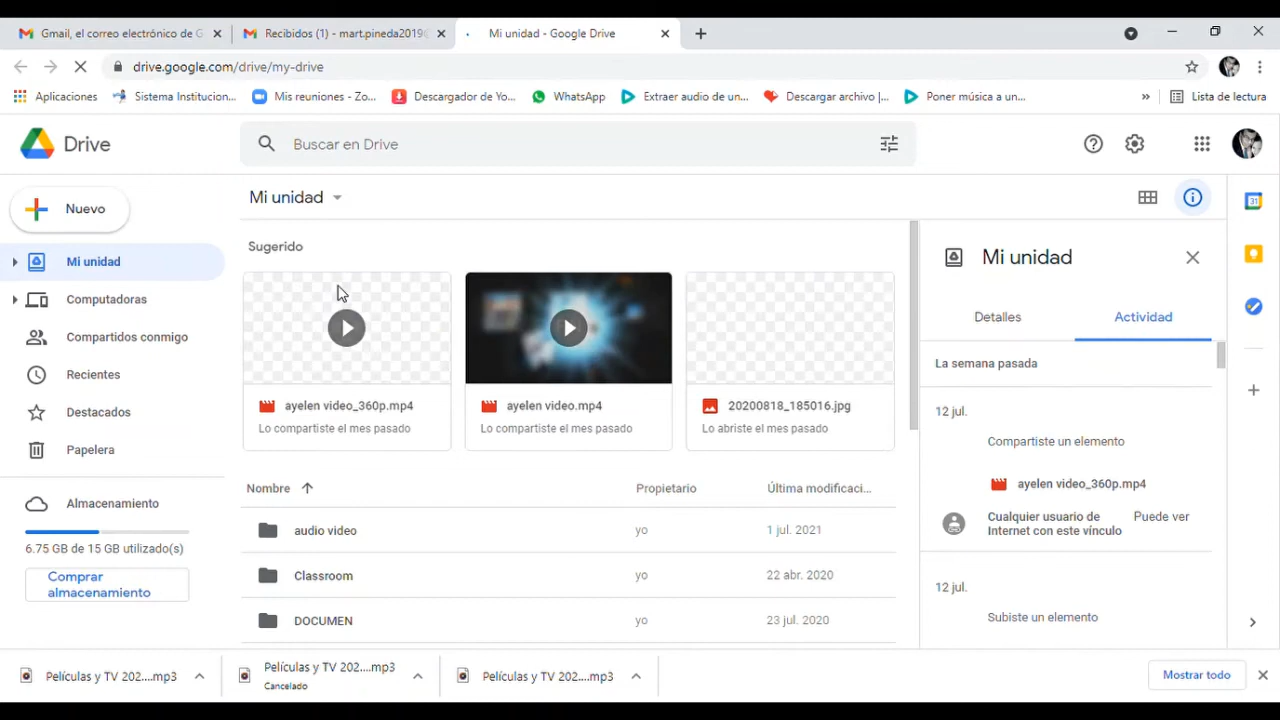 Gmail, el correo electrónico de G
Recibidos (1) - mart.pineda2019@
Mi unidad - Google Drive
drive.google.com/drive/my-drive
Aplicaciones
Sistema Institucion...
Mis reuniones - Zo...
Descargador de Yo...
WhatsApp
Extraer audio de un...
Descargar archivo |...
Poner música a un...
»
Lista de lectura
Drive
Buscar en Drive
Nuevo
Mi unidad
Computadoras
Compartidos conmigo
Recientes
Destacados
Papelera
Almacenamiento
6.75 GB de 15 GB utilizado(s)
Comprar
almacenamiento
Mi unidad
Sugerido
ayelen video_360p.mp4
Lo compartiste el mes pasado
ayelen video.mp4
Lo compartiste el mes pasado
20200818_185016.jpg
Lo abriste el mes pasado
Nombre
Propietario
Última modificaci...
audio video
yo
1 jul. 2021
Classroom
yo
22 abr. 2020
DOCUMEN
yo
23 jul. 2020
Mi unidad
Detalles
Actividad
La semana pasada
12 jul.
Compartiste un elemento
ayelen video_360p.mp4
Cualquier usuario de
Internet con este vínculo
Puede ver
12 jul.
Subiste un elemento
31
Películas y TV 202....mp3
Películas y TV 202....mp3
Cancelado
Películas y TV 202....mp3
Mostrar todo